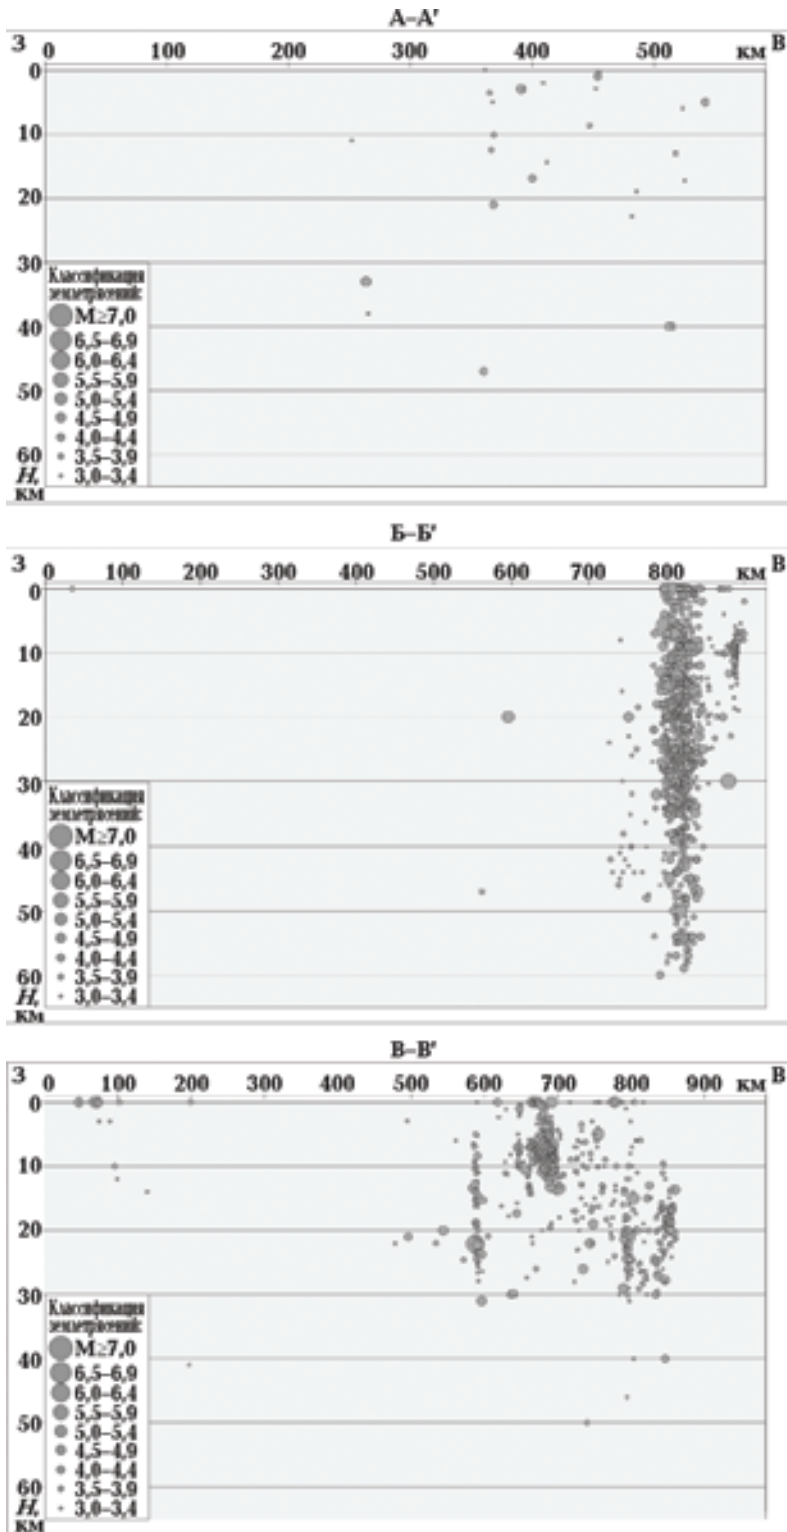 А–А′
З 0 100 200 300 400 500 км В
0
10
20
30
Классификация
землетрясений:
М≥7,0
40
6,5–6,9
6,0–6,4
5,5–5,9
50
5,0–5,4
4,5–4,9
4,0–4,4
60
3,5–3,9
Н,
3,0–3,4
км
Б–Б′
З 0 100 200 300 400 500 600 700 800 км В
0
10
20
30
Классификация
землетрясений:
М≥7,0
40
6,5–6,9
6,0–6,4
5,5–5,9
50
5,0–5,4
4,5–4,9
4,0–4,4
60
3,5–3,9
Н,
3,0–3,4
км
В–В′
З 0 100 200 300 400 500 600 700 800 900 км В
0
10
20
30
Классификация
землетрясений:
М≥7,0
40
6,5–6,9
6,0–6,4
5,5–5,9
50
5,0–5,4
4,5–4,9
4,0–4,4
60
3,5–3,9
Н,
3,0–3,4
км